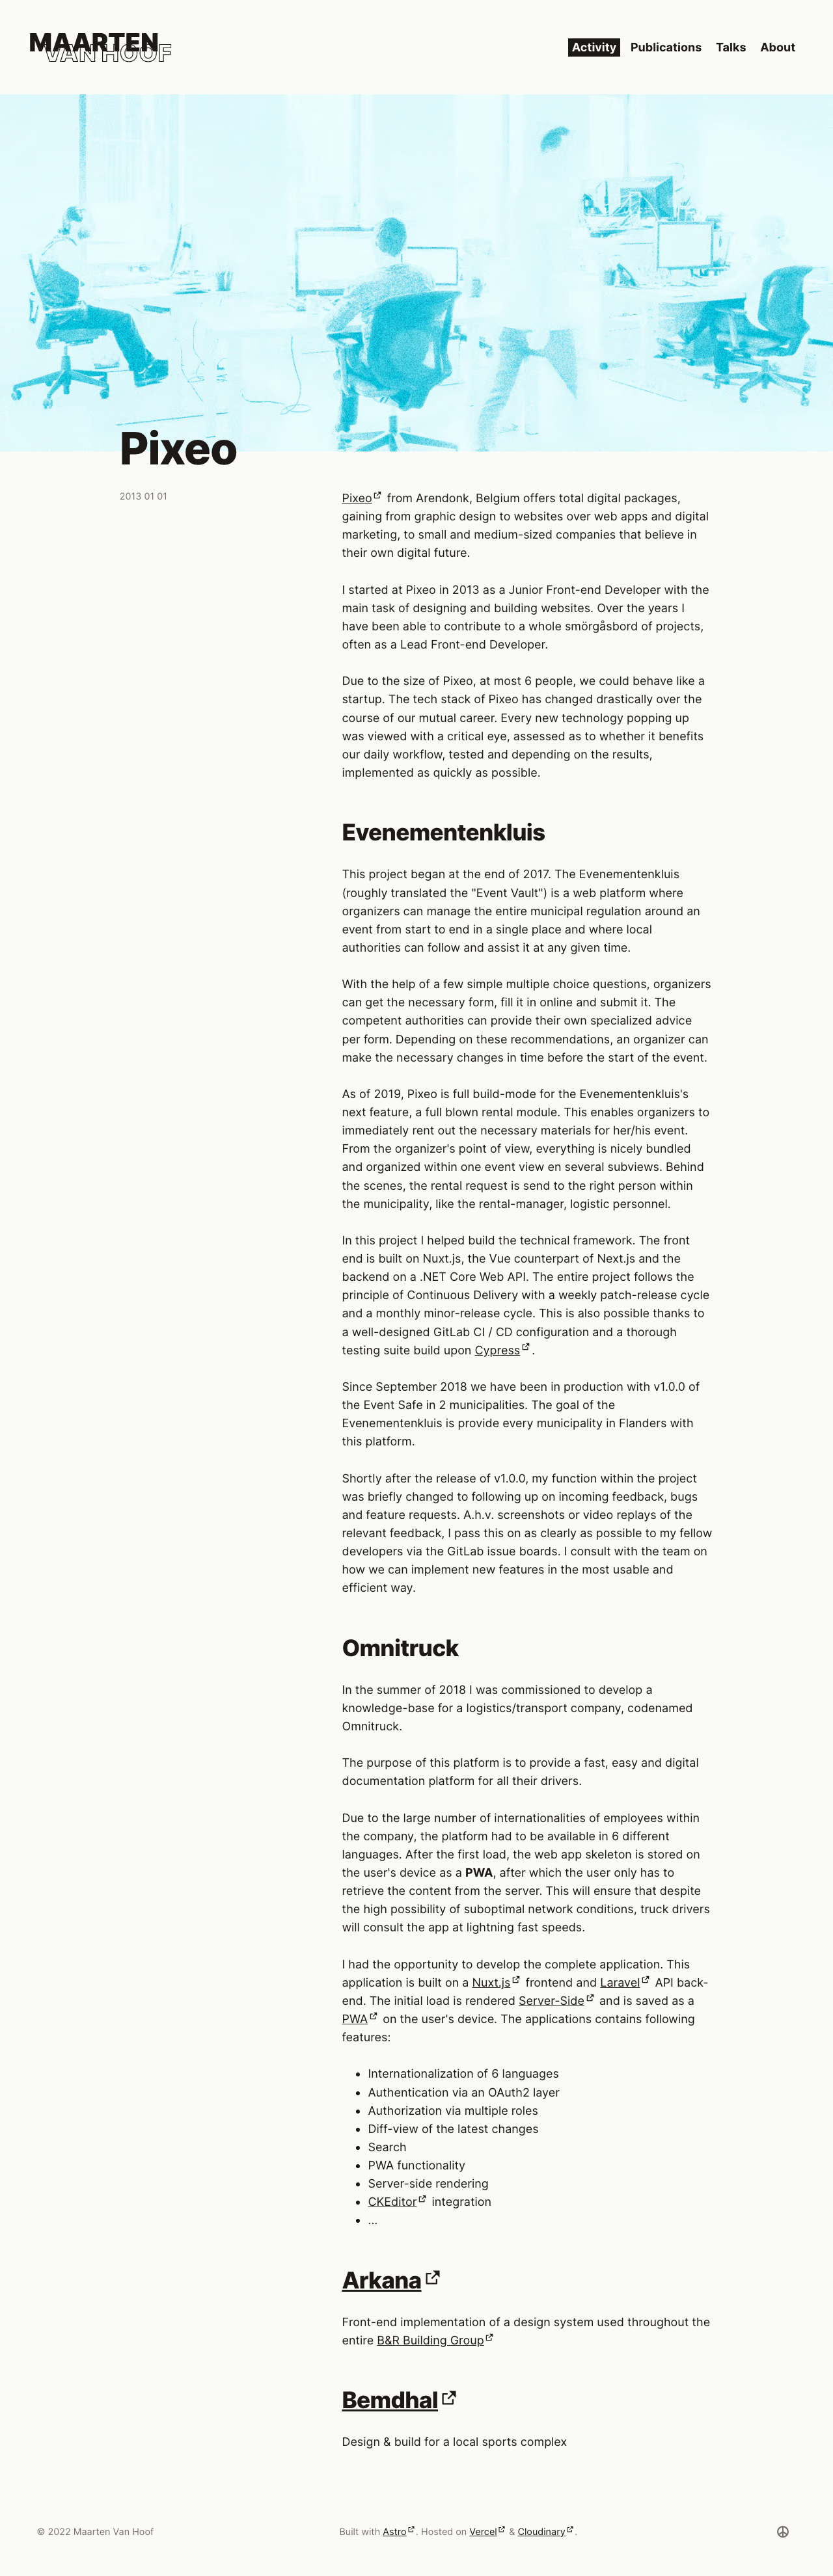 MAARTEN
VAN HOOF
Activity Publications Talks About
Pixeo
2013 01 01
Pixeo from Arendonk, Belgium offers total digital packages,
gaining from graphic design to websites over web apps and digital
marketing, to small and medium-sized companies that believe in
their own digital future.
I started at Pixeo in 2013 as a Junior Front-end Developer with the
main task of designing and building websites. Over the years I
have been able to contribute to a whole smörgåsbord of projects,
often as a Lead Front-end Developer.
Due to the size of Pixeo, at most 6 people, we could behave like a
startup. The tech stack of Pixeo has changed drastically over the
course of our mutual career. Every new technology popping up
was viewed with a critical eye, assessed as to whether it benefits
our daily workflow, tested and depending on the results,
implemented as quickly as possible.
Evenementenkluis
This project began at the end of 2017. The Evenementenkluis
(roughly translated the "Event Vault") is a web platform where
organizers can manage the entire municipal regulation around an
event from start to end in a single place and where local
authorities can follow and assist it at any given time.
With the help of a few simple multiple choice questions, organizers
can get the necessary form, fill it in online and submit it. The
competent authorities can provide their own specialized advice
per form. Depending on these recommendations, an organizer can
make the necessary changes in time before the start of the event.
As of 2019, Pixeo is full build-mode for the Evenementenkluis's
next feature, a full blown rental module. This enables organizers to
immediately rent out the necessary materials for her/his event.
From the organizer's point of view, everything is nicely bundled
and organized within one event view en several subviews. Behind
the scenes, the rental request is send to the right person within
the municipality, like the rental-manager, logistic personnel.
In this project I helped build the technical framework. The front
end is built on Nuxt.js, the Vue counterpart of Next.js and the
backend on a .NET Core Web API. The entire project follows the
principle of Continuous Delivery with a weekly patch-release cycle
and a monthly minor-release cycle. This is also possible thanks to
a well-designed GitLab CI / CD configuration and a thorough
testing suite build upon Cypress .
Since September 2018 we have been in production with v1.0.0 of
the Event Safe in 2 municipalities. The goal of the
Evenementenkluis is provide every municipality in Flanders with
this platform.
Shortly after the release of v1.0.0, my function within the project
was briefly changed to following up on incoming feedback, bugs
and feature requests. A.h.v. screenshots or video replays of the
relevant feedback, I pass this on as clearly as possible to my fellow
developers via the GitLab issue boards. I consult with the team on
how we can implement new features in the most usable and
efficient way.
Omnitruck
In the summer of 2018 I was commissioned to develop a
knowledge-base for a logistics/transport company, codenamed
Omnitruck.
The purpose of this platform is to provide a fast, easy and digital
documentation platform for all their drivers.
Due to the large number of internationalities of employees within
the company, the platform had to be available in 6 different
languages. After the first load, the web app skeleton is stored on
the user's device as a PWA, after which the user only has to
retrieve the content from the server. This will ensure that despite
the high possibility of suboptimal network conditions, truck drivers
will consult the app at lightning fast speeds.
I had the opportunity to develop the complete application. This
application is built on a Nuxt.js frontend and Laravel API back-
end. The initial load is rendered Server-Side and is saved as a
PWA on the user's device. The applications contains following
features:
• Internationalization of 6 languages
• Authentication via an OAuth2 layer
• Authorization via multiple roles
• Diff-view of the latest changes
• Search
• PWA functionality
• Server-side rendering
• CKEditor integration
• ...
Arkana
Front-end implementation of a design system used throughout the
entire B&R Building Group
Bemdhal
Design & build for a local sports complex
© 2022 Maarten Van Hoof
Built with Astro . Hosted on Vercel & Cloudinary .